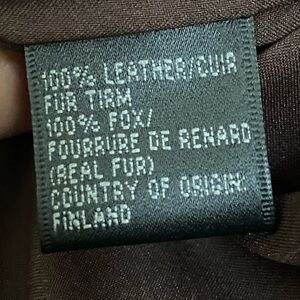 100% LEATHER/CUIR
FUR TIRM
100% FOX/
FOURRURE DE RENARD
(REAL FUR)
COUNTRY OF ORIGIN:
FINLAND